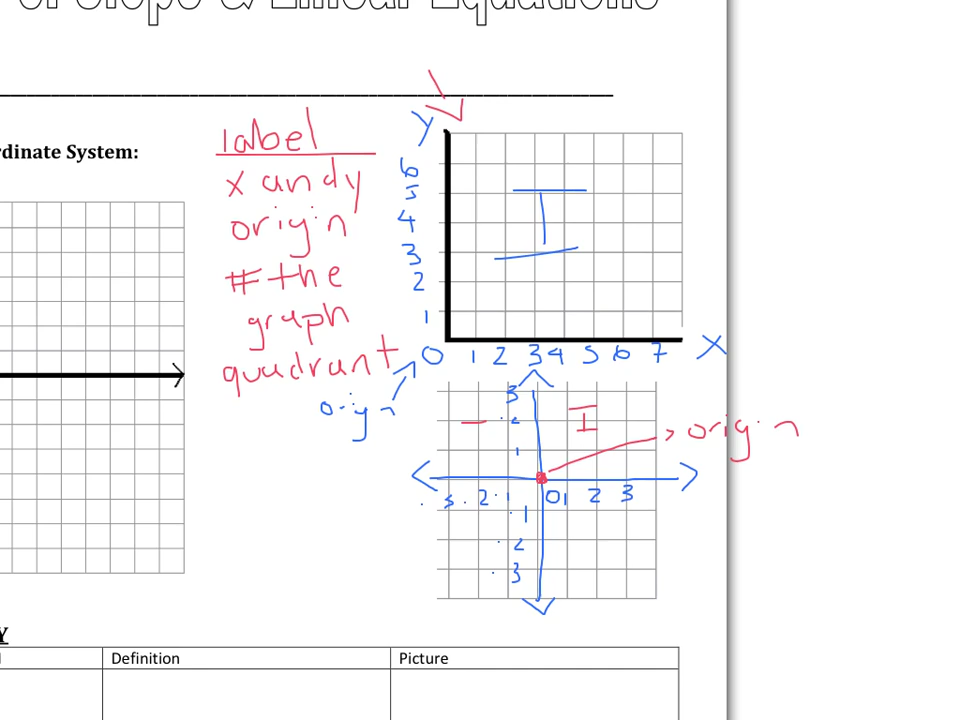 of Slope & Linear Equations
rdinate System:
label
x and y
origin
# the
graph
quadrant
origin
Y
6
5
4
3
2
1
0 1 2 3 4 5 6 7 X
I
3
2
1
I
origin
3 2 1 0 1 2 3
1
2
3
Y
Definition
Picture